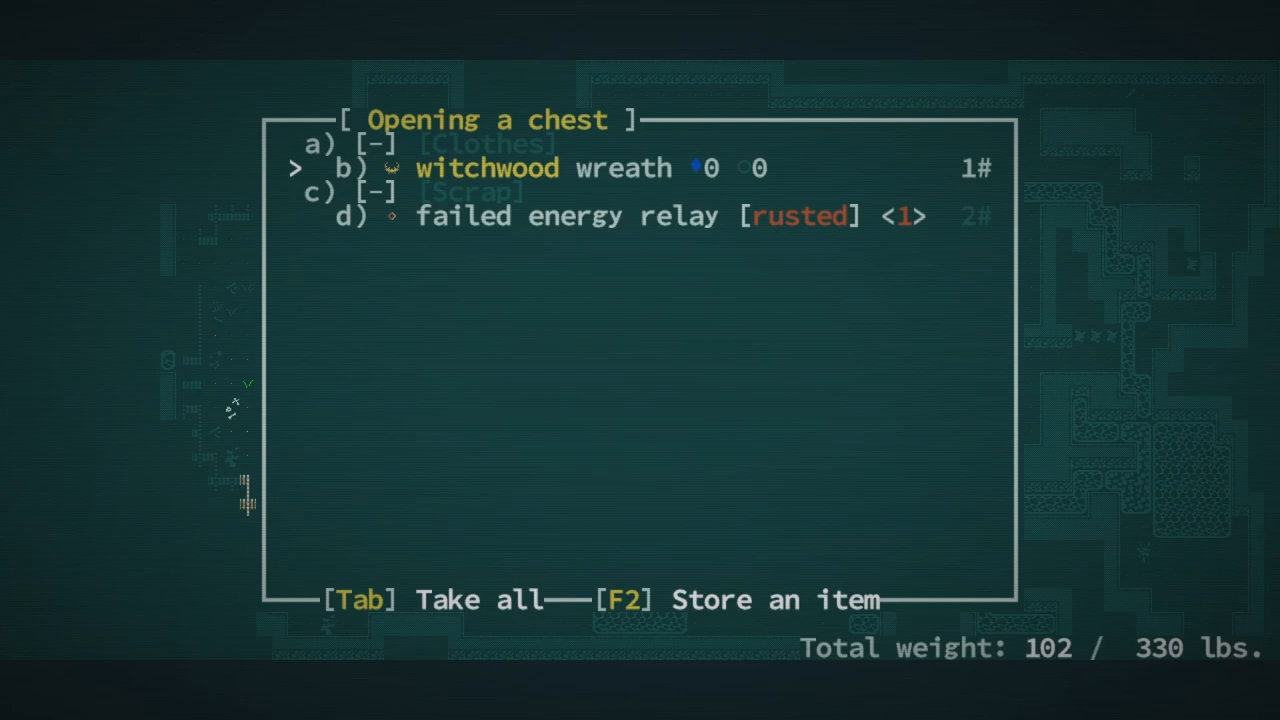 [ Opening a chest ]
a) [-] [Clothes]
> b) witchwood wreath ♦0 ○0 1#
c) [-] [Scrap]
d) failed energy relay [rusted] <1> 2#
[Tab] Take all [F2] Store an item
Total weight: 102 / 330 lbs.